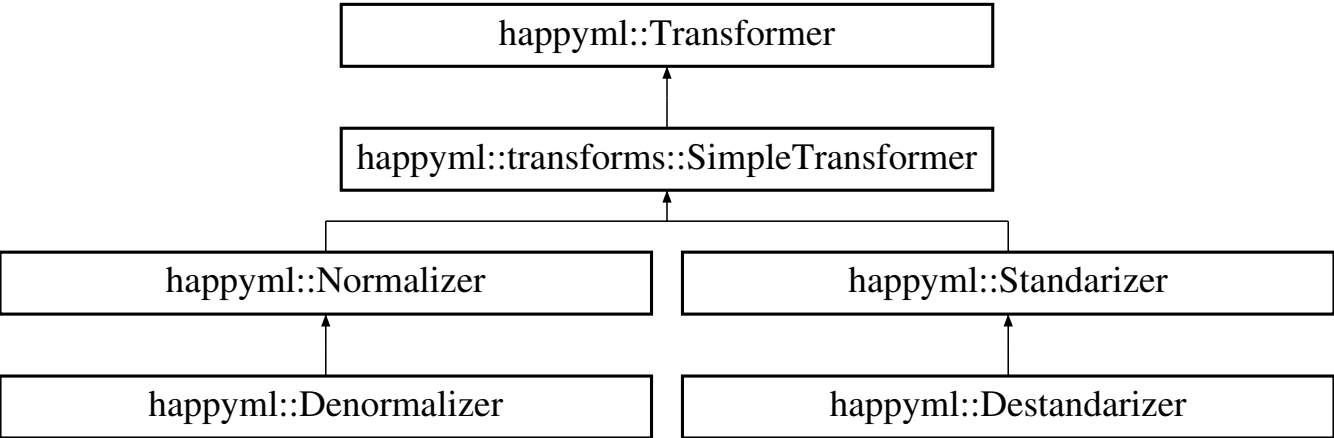 happyml::Transformer
happyml::transforms::SimpleTransformer
happyml::Normalizer
happyml::Standarizer
happyml::Denormalizer
happyml::Destandarizer